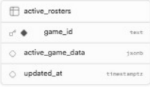 active_rosters
game_id text
active_game_data jsonb
updated_at timestamptz